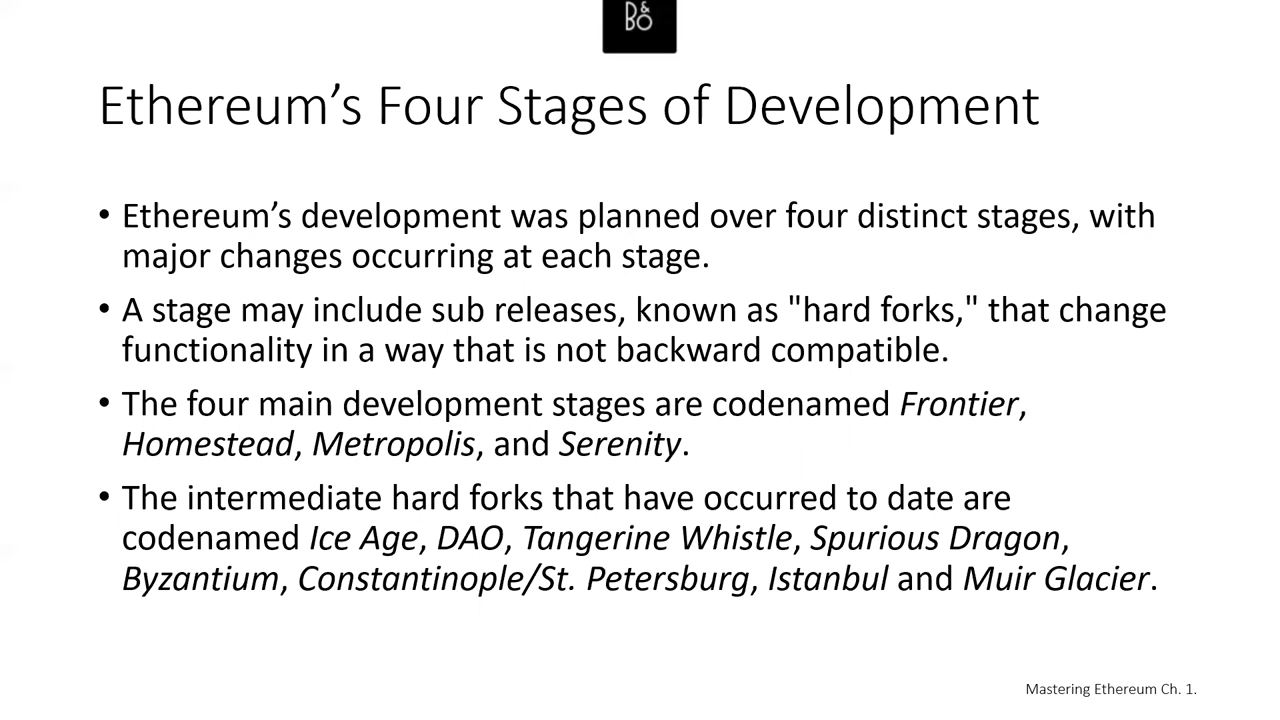 D&
BO
Ethereum’s Four Stages of Development
• Ethereum’s development was planned over four distinct stages, with
major changes occurring at each stage.
• A stage may include sub releases, known as "hard forks," that change
functionality in a way that is not backward compatible.
• The four main development stages are codenamed Frontier,
Homestead, Metropolis, and Serenity.
• The intermediate hard forks that have occurred to date are
codenamed Ice Age, DAO, Tangerine Whistle, Spurious Dragon,
Byzantium, Constantinople/St. Petersburg, Istanbul and Muir Glacier.
Mastering Ethereum Ch. 1.